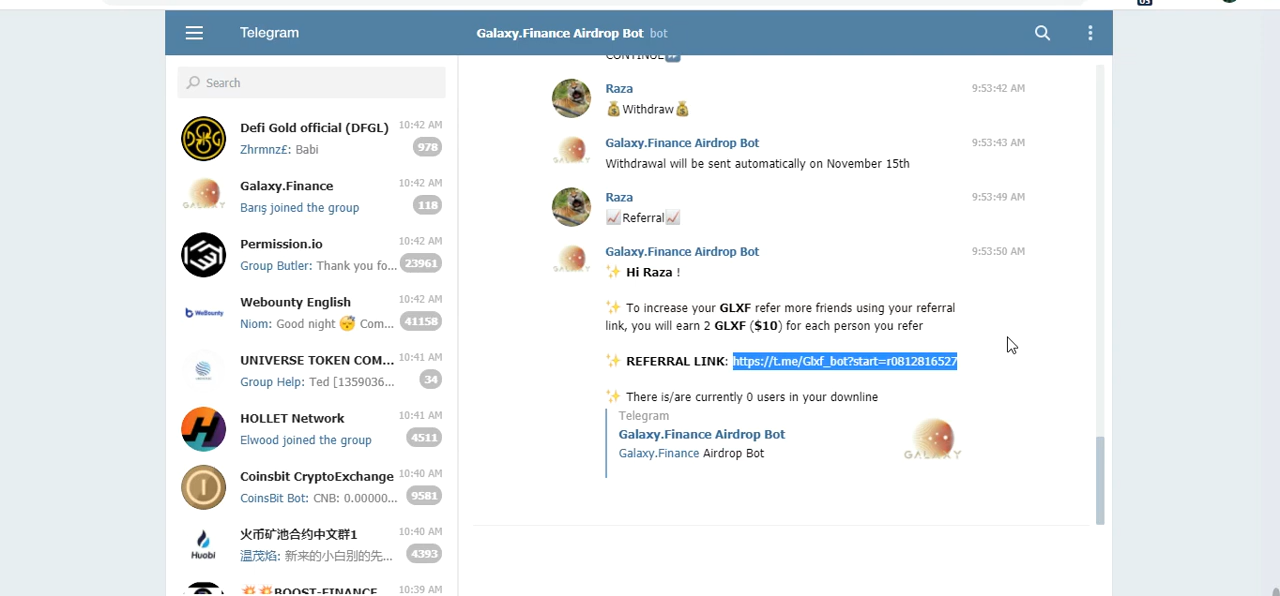 03
Telegram
Galaxy.Finance Airdrop Bot bot
Search
Defi Gold official (DFGL) 10:42 AM
Zhrmnz£: Babi 978
Galaxy.Finance 10:42 AM
Barış joined the group 118
Permission.io 10:42 AM
Group Butler: Thank you fo... 23961
Webounty English 10:42 AM
WeBounty
Niom: Good night 😴 Com... 41158
UNIVERSE TOKEN COM... 10:41 AM
Group Help: Ted [1359036... 34
HOLLET Network 10:41 AM
Elwood joined the group 4511
Coinsbit CryptoExchange 10:40 AM
CoinsBit Bot: CNB: 0.00000... 9581
火币矿池合约中文群1 10:40 AM
Huobi
温茂焰: 新来的小白别的先... 4393
💥💥BOOST-FINANCE 10:39 AM
CONTINUE
Raza 9:53:42 AM
💰Withdraw💰
Galaxy.Finance Airdrop Bot 9:53:43 AM
Withdrawal will be sent automatically on November 15th
Raza 9:53:49 AM
📈Referral📈
Galaxy.Finance Airdrop Bot 9:53:50 AM
✨ Hi Raza !
✨ To increase your GLXF refer more friends using your referral
link, you will earn 2 GLXF ($10) for each person you refer
✨ REFERRAL LINK: https://t.me/Glxf_bot?start=r0812816527
✨ There is/are currently 0 users in your downline
Telegram
Galaxy.Finance Airdrop Bot
Galaxy.Finance Airdrop Bot
GALAXY